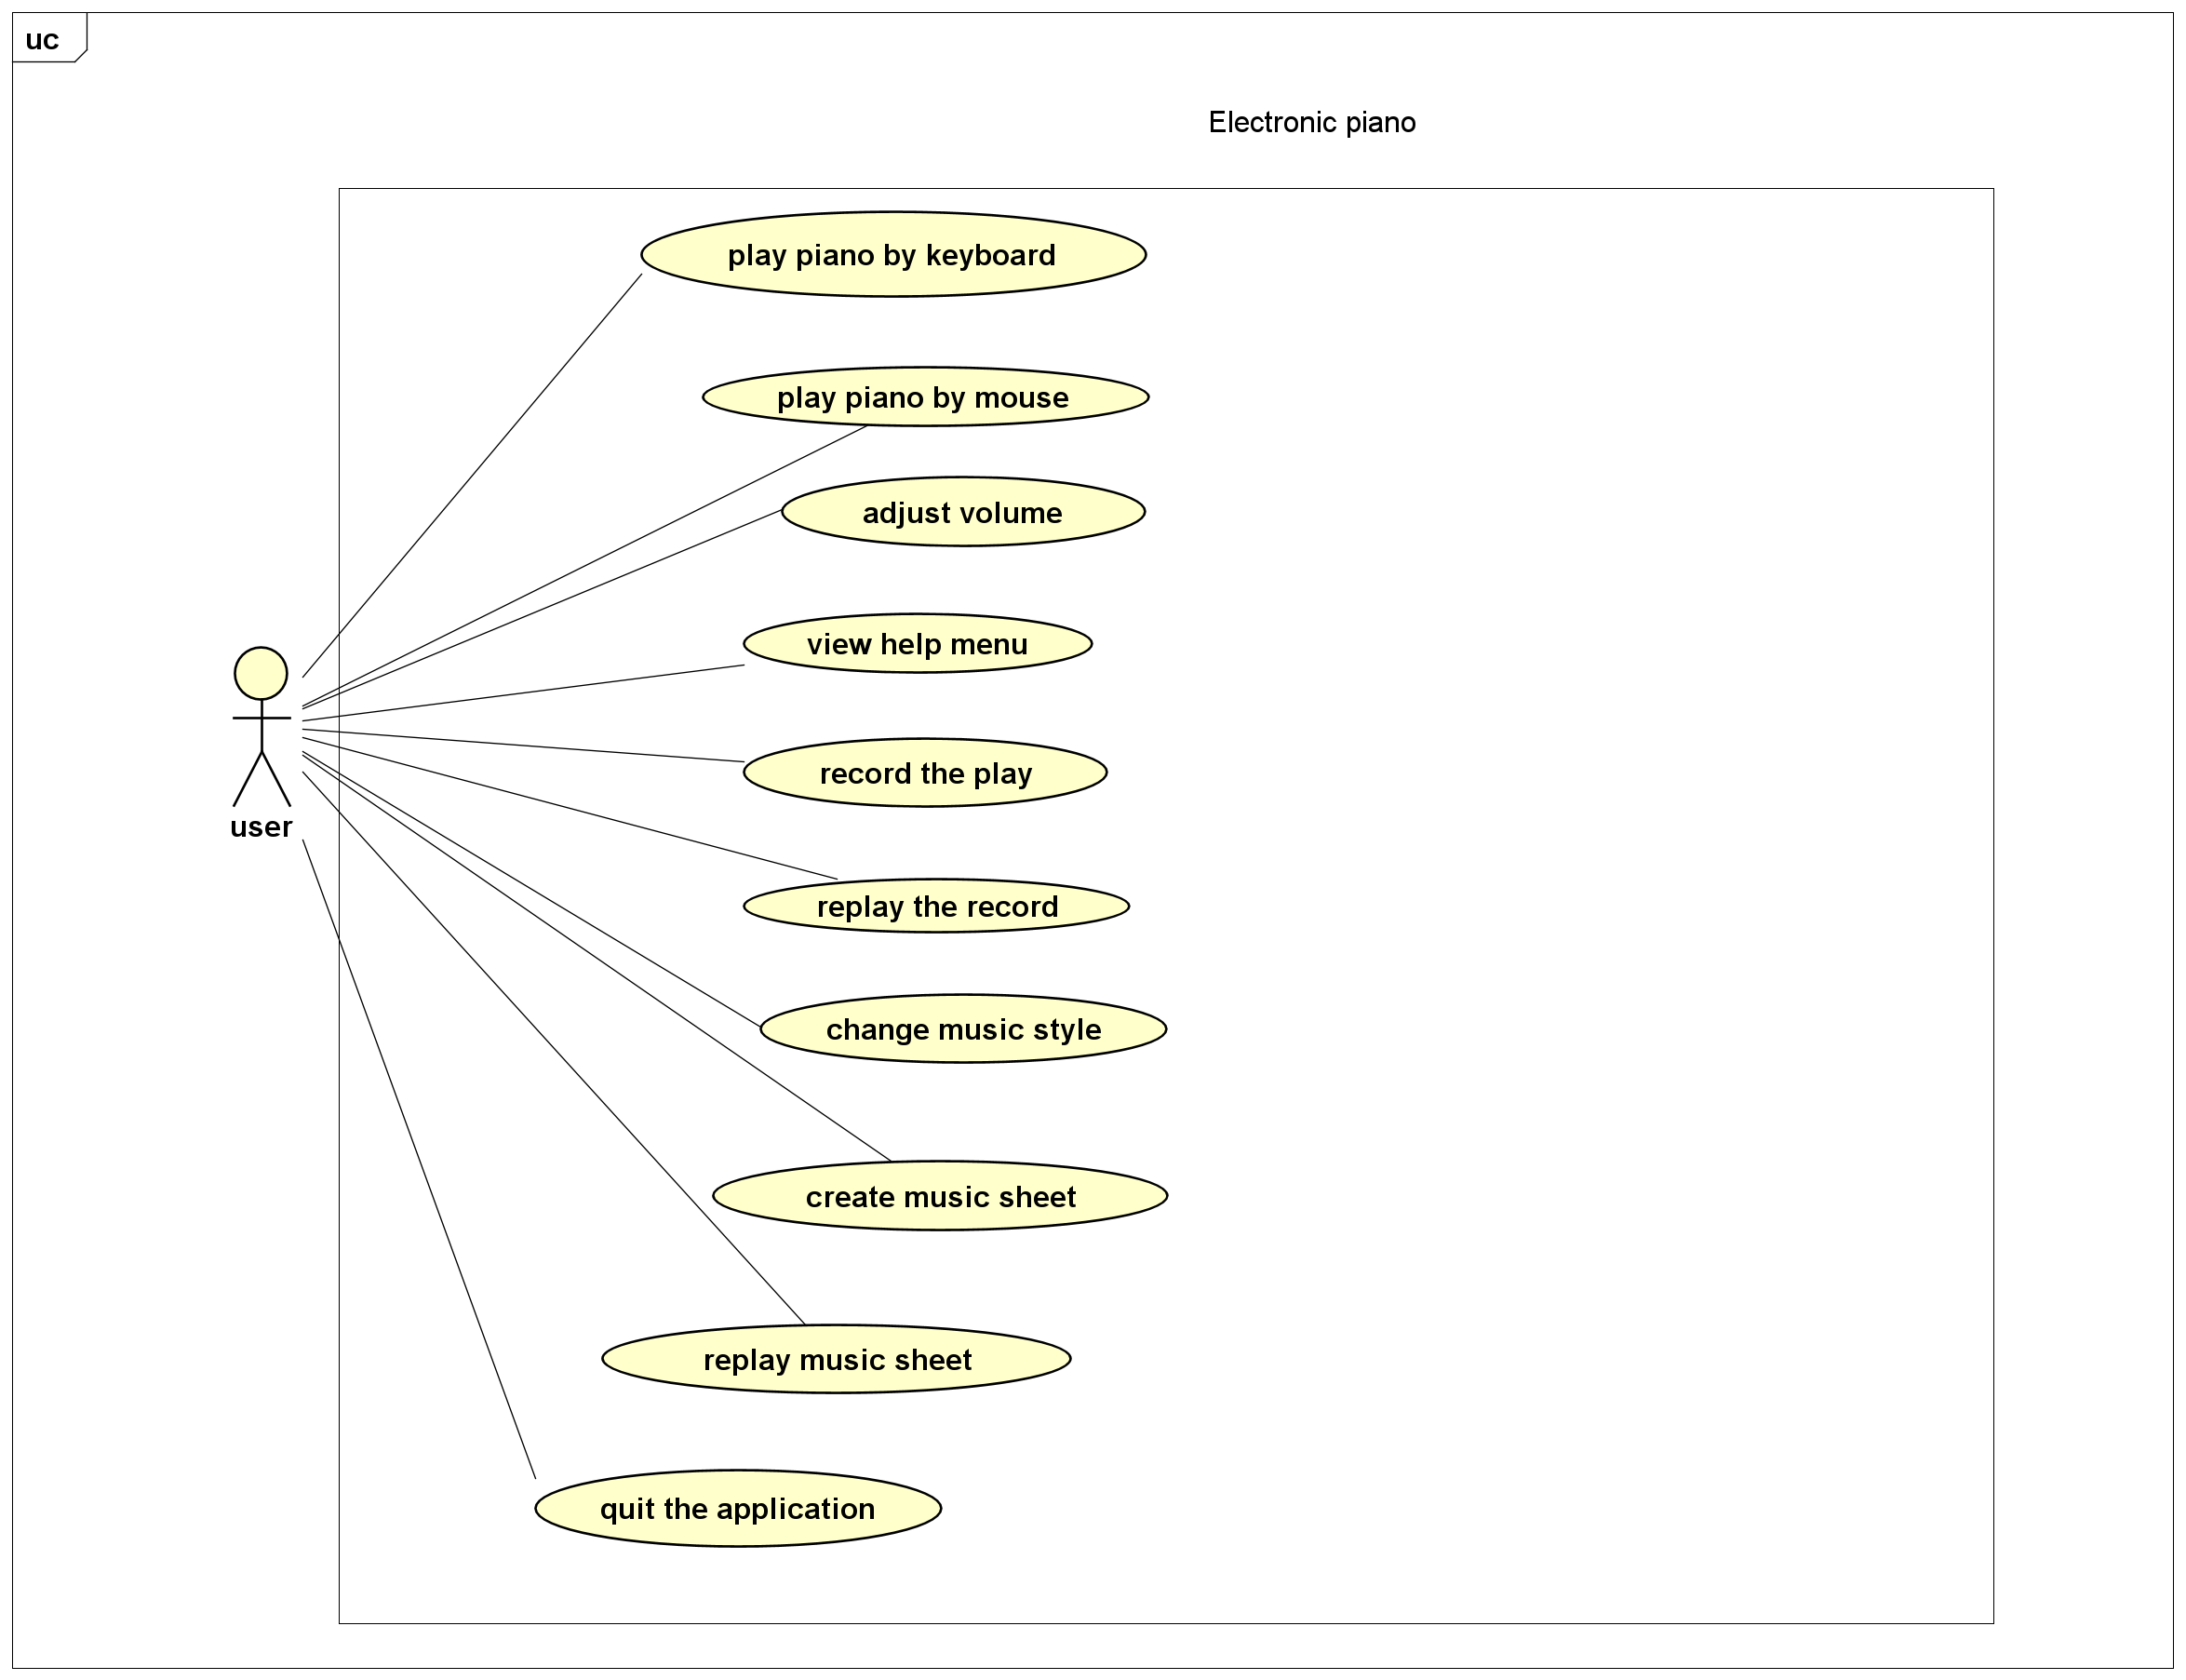 uc
Electronic piano
play piano by keyboard
play piano by mouse
adjust volume
view help menu
record the play
user
replay the record
change music style
create music sheet
replay music sheet
quit the application